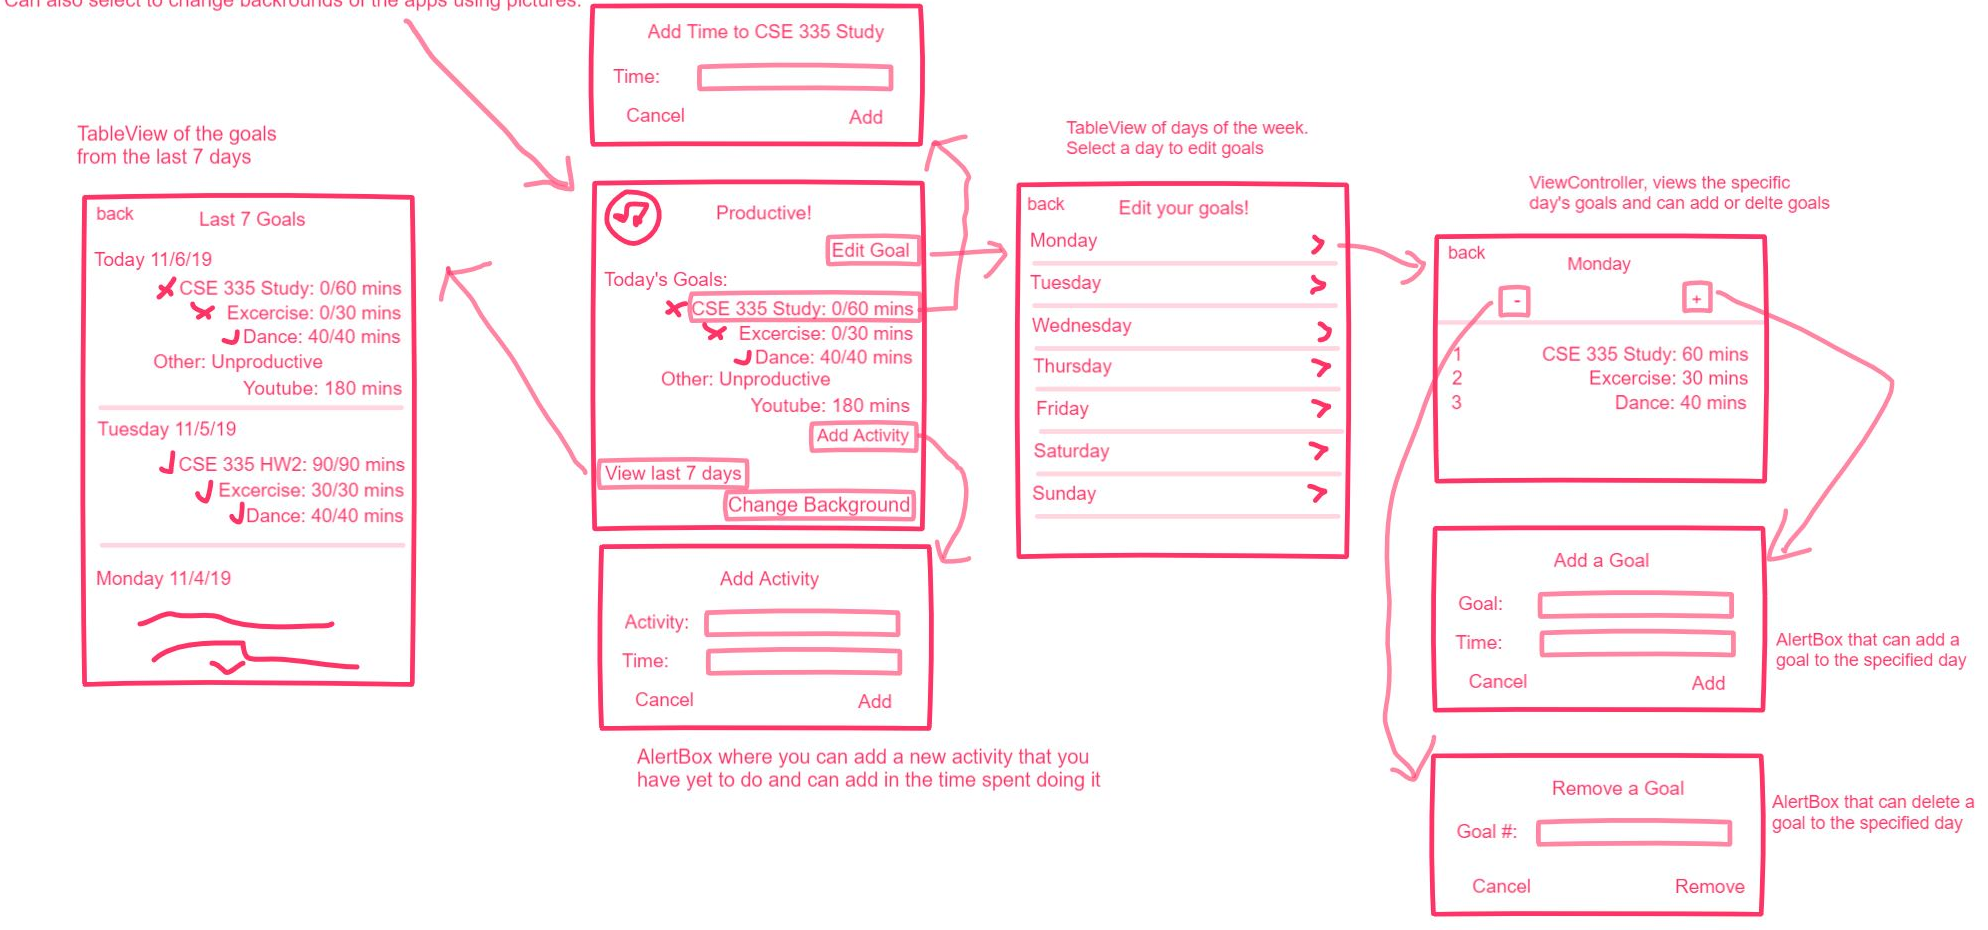 Can also select to change backrounds of the apps using pictures.
Add Time to CSE 335 Study
Time:
Cancel
Add
TableView of the goals
from the last 7 days
back
Last 7 Goals
Today 11/6/19
CSE 335 Study: 0/60 mins
Excercise: 0/30 mins
Dance: 40/40 mins
Other: Unproductive
Youtube: 180 mins
Tuesday 11/5/19
CSE 335 HW2: 90/90 mins
Excercise: 30/30 mins
Dance: 40/40 mins
Monday 11/4/19
Productive!
Edit Goal
Today's Goals:
CSE 335 Study: 0/60 mins
Excercise: 0/30 mins
Dance: 40/40 mins
Other: Unproductive
Youtube: 180 mins
Add Activity
View last 7 days
Change Background
Add Activity
Activity:
Time:
Cancel
Add
AlertBox where you can add a new activity that you
have yet to do and can add in the time spent doing it
TableView of days of the week.
Select a day to edit goals
back
Edit your goals!
Monday
Tuesday
Wednesday
Thursday
Friday
Saturday
Sunday
ViewController, views the specific
day's goals and can add or delte goals
back
Monday
-
+
1 CSE 335 Study: 60 mins
2 Excercise: 30 mins
3 Dance: 40 mins
Add a Goal
Goal:
Time:
Cancel
Add
AlertBox that can add a
goal to the specified day
Remove a Goal
Goal #:
Cancel
Remove
AlertBox that can delete a
goal to the specified day